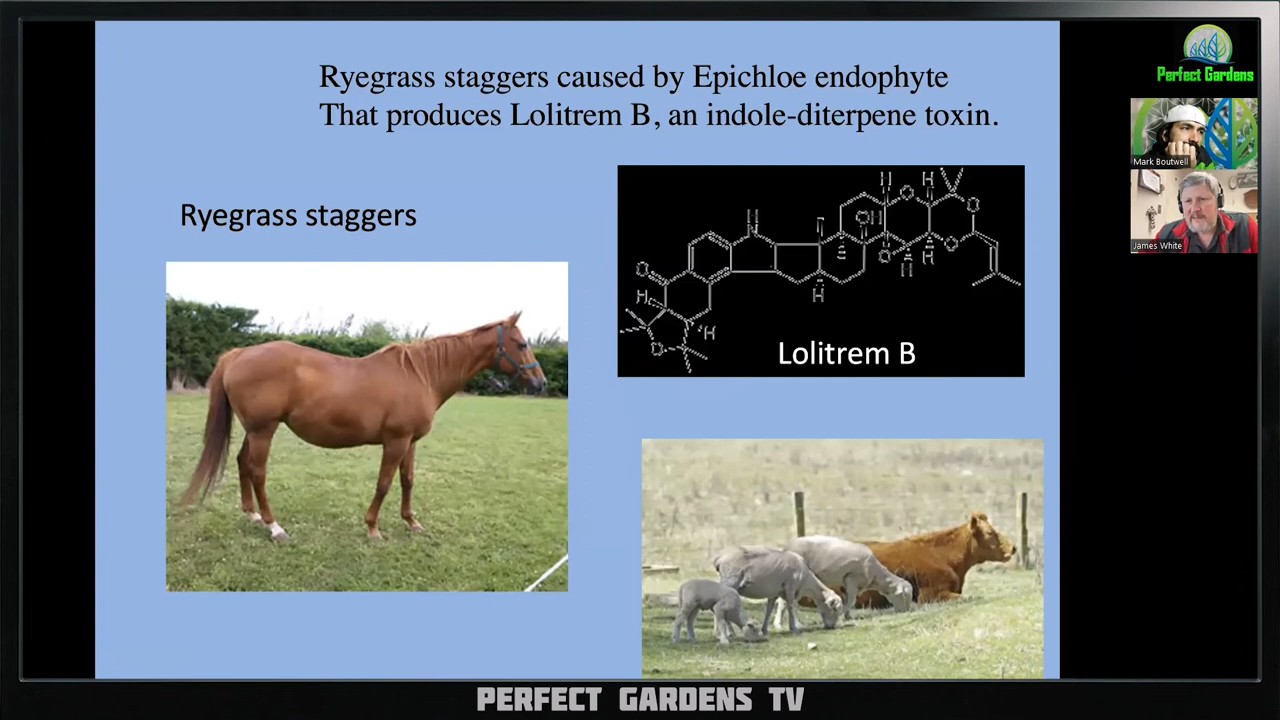 Ryegrass staggers caused by Epichloe endophyte
That produces Lolitrem B, an indole-diterpene toxin.
Ryegrass staggers
H
H
H
O
N
OH
O
O
O
O
H
H
H
H
H
O
Lolitrem B
Perfect Gardens
Mark Boutwell
James White
PERFECT GARDENS TV